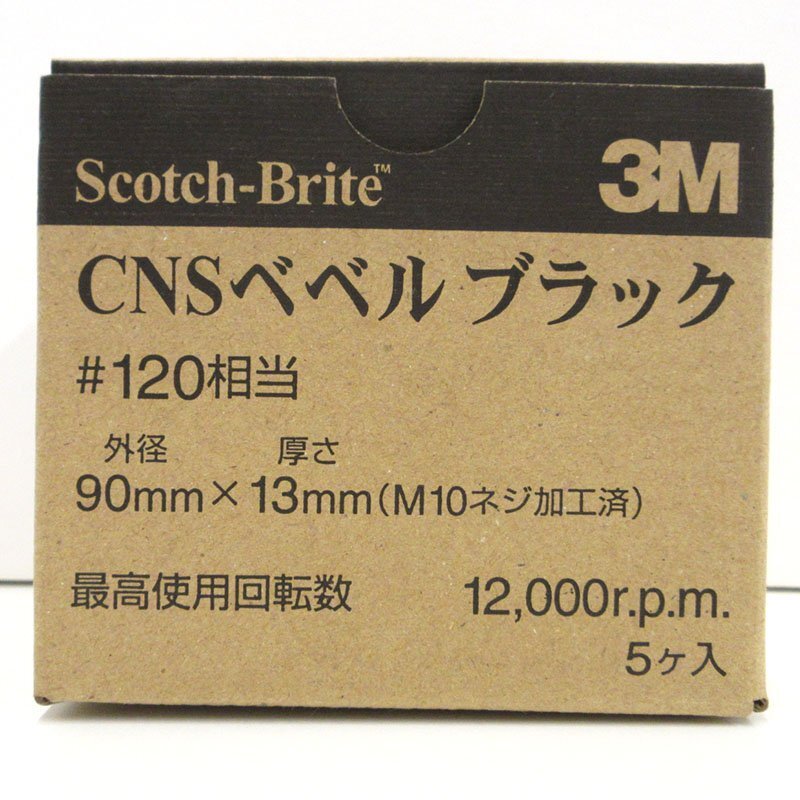 Scotch-Brite™ 3M
CNSベベル ブラック
#120相当
外径 厚さ
90mm×13mm(M10ネジ加工済)
最高使用回転数 12,000r.p.m.
5ヶ入